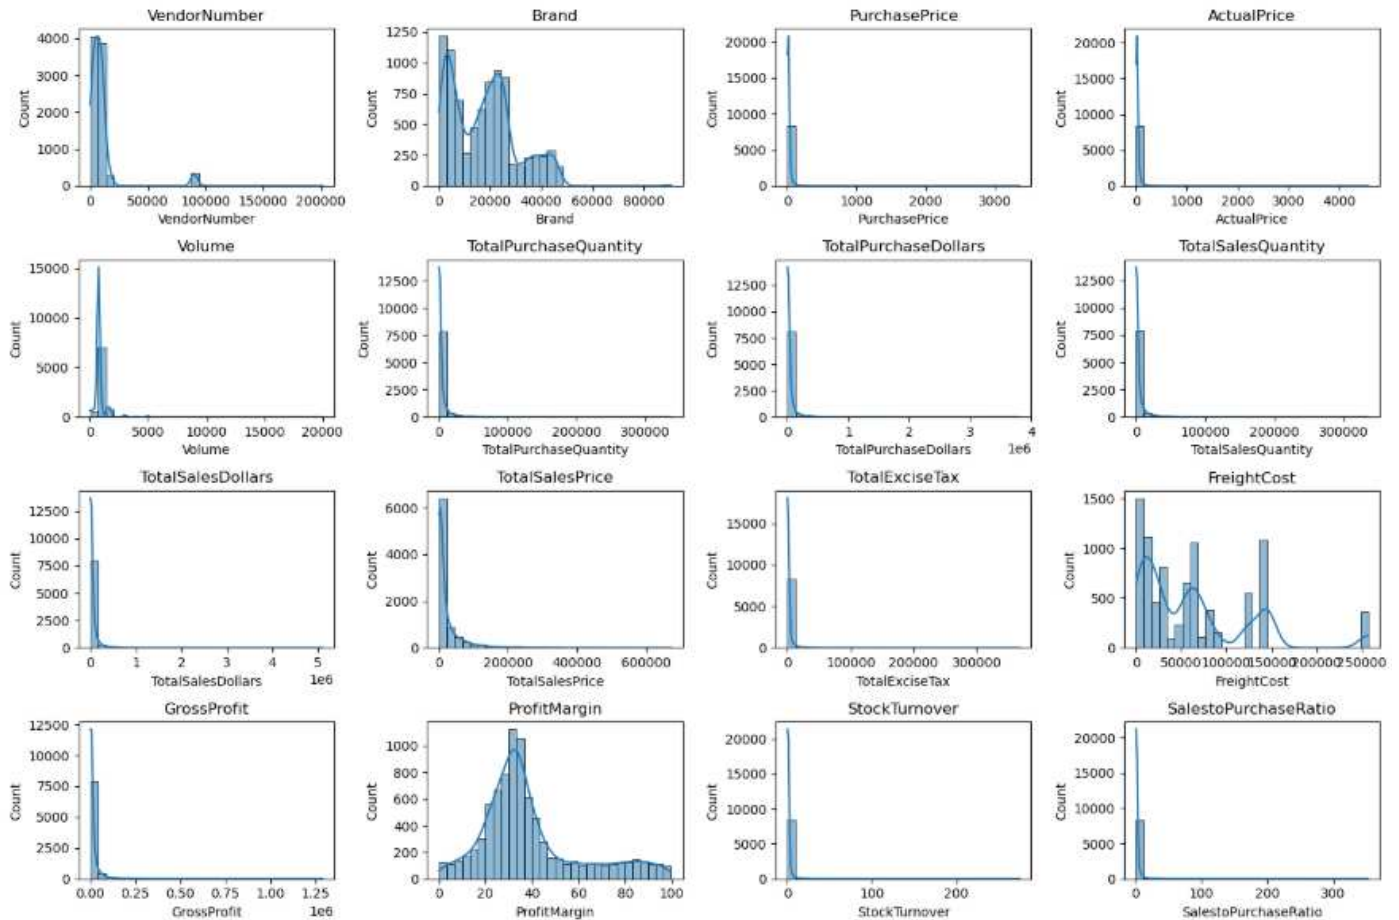 VendorNumber
Count
4000
3000
2000
1000
0
0 50000 100000 150000 200000
VendorNumber
Brand
Count
1250
1000
750
500
250
0
0 20000 40000 60000 80000
Brand
PurchasePrice
Count
20000
15000
10000
5000
0
0 1000 2000 3000
PurchasePrice
ActualPrice
Count
20000
15000
10000
5000
0
0 1000 2000 3000 4000
ActualPrice
Volume
Count
15000
10000
5000
0
0 5000 10000 15000 20000
Volume
TotalPurchaseQuantity
Count
12500
10000
7500
5000
2500
0
0 100000 200000 300000
TotalPurchaseQuantity
TotalPurchaseDollars
Count
12500
10000
7500
5000
2500
0
0 1 2 3 4
TotalPurchaseDollars 1e6
TotalSalesQuantity
Count
12500
10000
7500
5000
2500
0
0 100000 200000 300000
TotalSalesQuantity
TotalSalesDollars
Count
12500
10000
7500
5000
2500
0
0 1 2 3 4 5
TotalSalesDollars 1e6
TotalSalesPrice
Count
6000
4000
2000
0
0 200000 400000 600000
TotalSalesPrice
TotalExciseTax
Count
15000
10000
5000
0
0 100000 200000 300000
TotalExciseTax
FreightCost
Count
1500
1000
500
0
0 50000 100000 150000 200000 250000
FreightCost
GrossProfit
Count
12500
10000
7500
5000
2500
0
0.00 0.25 0.50 0.75 1.00 1.25
GrossProfit 1e6
ProfitMargin
Count
1000
800
600
400
200
0
0 20 40 60 80 100
ProfitMargin
StockTurnover
Count
20000
15000
10000
5000
0
0 100 200
StockTurnover
SalestoPurchaseRatio
Count
20000
15000
10000
5000
0
0 100 200 300
SalestoPurchaseRatio